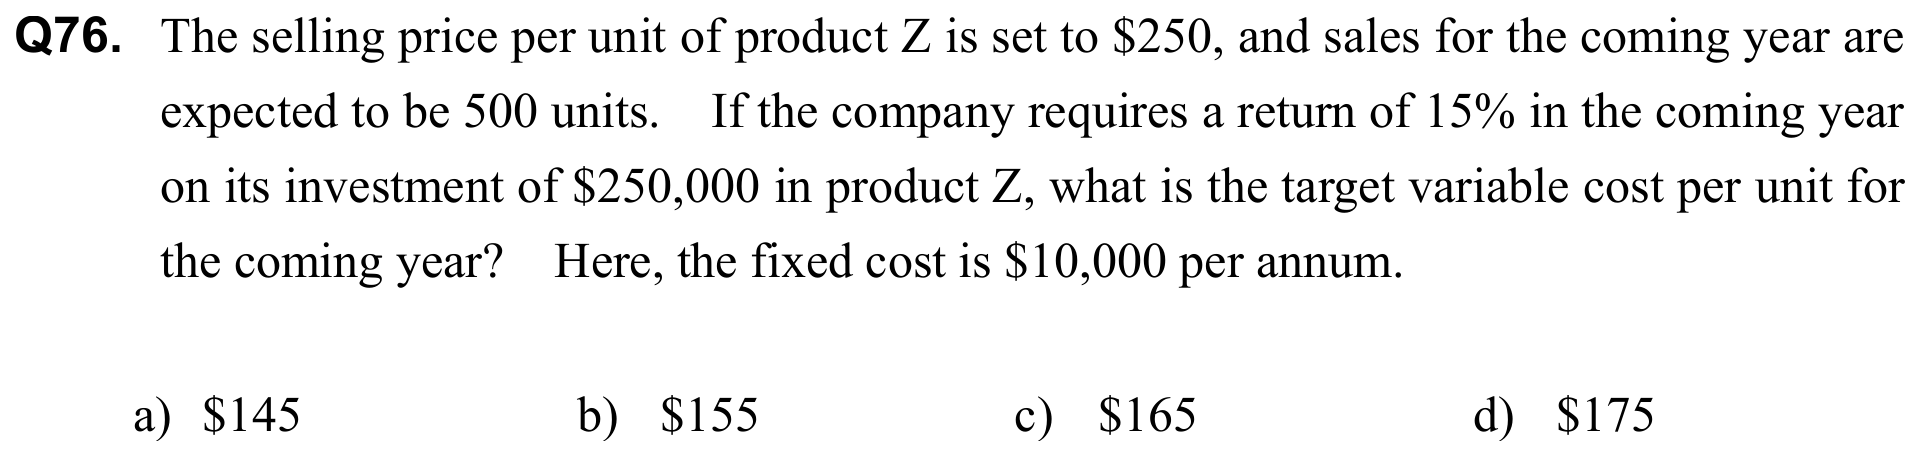 Q76. The selling price per unit of product Z is set to $250, and sales for the coming year are
expected to be 500 units. If the company requires a return of 15% in the coming year
on its investment of $250,000 in product Z, what is the target variable cost per unit for
the coming year? Here, the fixed cost is $10,000 per annum.
a) $145 b) $155 c) $165 d) $175